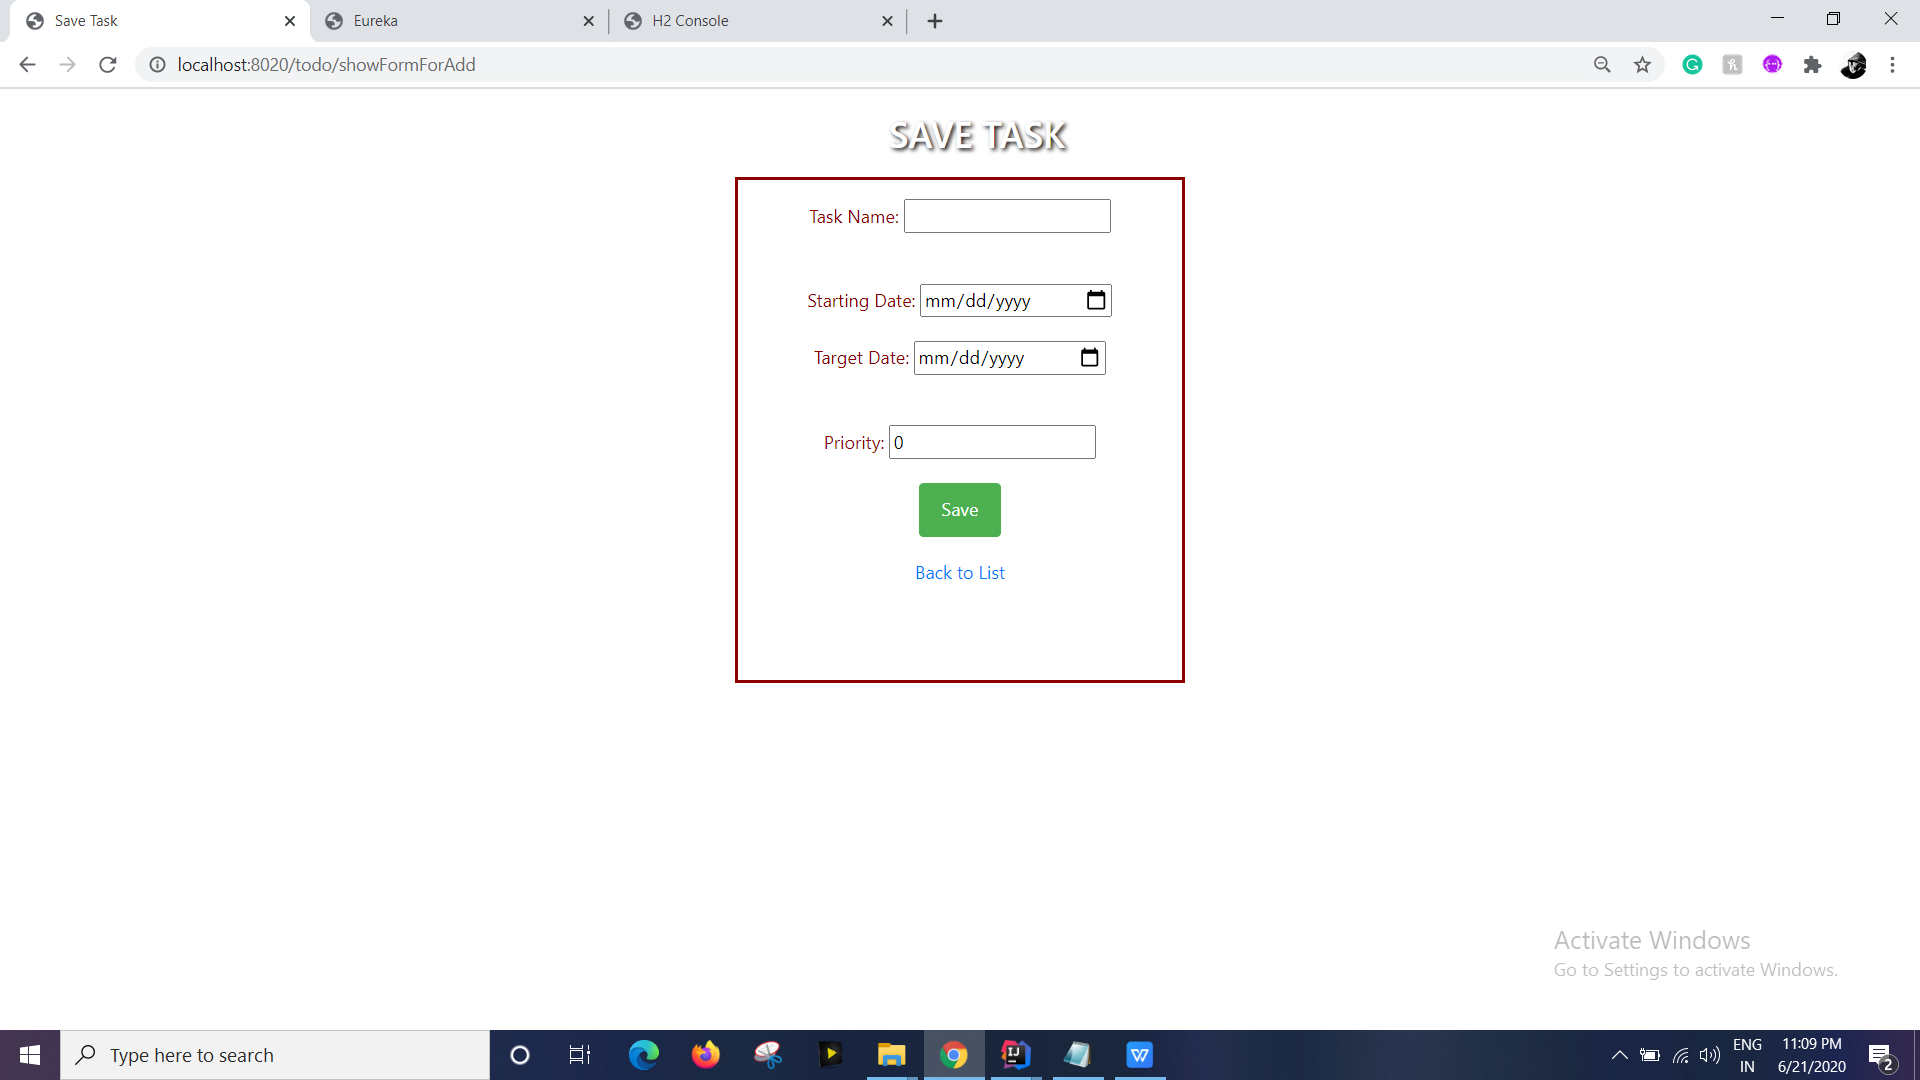 Save Task
Eureka
H2 Console
localhost:8020/todo/showFormForAdd
SAVE TASK
Task Name:
Starting Date: mm/dd/yyyy
Target Date: mm/dd/yyyy
Priority: 0
Save
Back to List
Activate Windows
Go to Settings to activate Windows.
Type here to search
ENG
IN
11:09 PM
6/21/2020
2